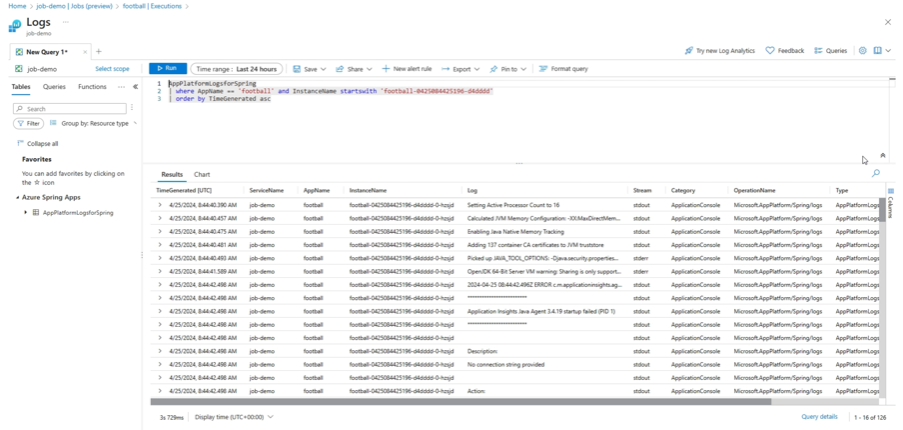 Home > job-demo | Jobs (preview) > football | Executions >
Logs ...
job-demo
New Query 1* × +
Try new Log Analytics Feedback Queries
job-demo Select scope
Run Time range : Last 24 hours Save Share New alert rule Export Pin to Format query
Tables Queries Functions ...
Search
Filter Group by: Resource type
Collapse all
Favorites
You can add favorites by clicking on
the ☆ icon
Azure Spring Apps
AppPlatformLogsforSpring
1 AppPlatformLogsforSpring
2 | where AppName == 'football' and InstanceName startswith 'football-0425084425196-d4dddd'
3 | order by TimeGenerated asc
Results Chart
TimeGenerated [UTC] ServiceName AppName InstanceName Log Stream Category OperationName Type
Columns
4/25/2024, 8:44:40.390 AM job-demo football football-0425084425196-d4dddd-0-hzsjd Setting Active Processor Count to 16 stdout ApplicationConsole Microsoft.AppPlatform/Spring/logs AppPlatformLogs
4/25/2024, 8:44:40.457 AM job-demo football football-0425084425196-d4dddd-0-hzsjd Calculated JVM Memory Configuration: -XX:MaxDirectMem... stdout ApplicationConsole Microsoft.AppPlatform/Spring/logs AppPlatformLogs
4/25/2024, 8:44:40.475 AM job-demo football football-0425084425196-d4dddd-0-hzsjd Enabling Java Native Memory Tracking stdout ApplicationConsole Microsoft.AppPlatform/Spring/logs AppPlatformLogs
4/25/2024, 8:44:40.481 AM job-demo football football-0425084425196-d4dddd-0-hzsjd Adding 137 container CA certificates to JVM truststore stdout ApplicationConsole Microsoft.AppPlatform/Spring/logs AppPlatformLogs
4/25/2024, 8:44:40.493 AM job-demo football football-0425084425196-d4dddd-0-hzsjd Picked up JAVA_TOOL_OPTIONS: -Djava.security.properties... stderr ApplicationConsole Microsoft.AppPlatform/Spring/logs AppPlatformLogs
4/25/2024, 8:44:41.589 AM job-demo football football-0425084425196-d4dddd-0-hzsjd OpenJDK 64-Bit Server VM warning: Sharing is only support... stderr ApplicationConsole Microsoft.AppPlatform/Spring/logs AppPlatformLogs
4/25/2024, 8:44:42.498 AM job-demo football football-0425084425196-d4dddd-0-hzsjd 2024-04-25 08:44:42.496Z ERROR c.m.applicationinsights.ag... stdout ApplicationConsole Microsoft.AppPlatform/Spring/logs AppPlatformLogs
4/25/2024, 8:44:42.498 AM job-demo football football-0425084425196-d4dddd-0-hzsjd ************************* stdout ApplicationConsole Microsoft.AppPlatform/Spring/logs AppPlatformLogs
4/25/2024, 8:44:42.498 AM job-demo football football-0425084425196-d4dddd-0-hzsjd Application Insights Java Agent 3.4.19 startup failed (PID 1) stdout ApplicationConsole Microsoft.AppPlatform/Spring/logs AppPlatformLogs
4/25/2024, 8:44:42.498 AM job-demo football football-0425084425196-d4dddd-0-hzsjd ************************* stdout ApplicationConsole Microsoft.AppPlatform/Spring/logs AppPlatformLogs
4/25/2024, 8:44:42.498 AM job-demo football football-0425084425196-d4dddd-0-hzsjd stdout ApplicationConsole Microsoft.AppPlatform/Spring/logs AppPlatformLogs
4/25/2024, 8:44:42.498 AM job-demo football football-0425084425196-d4dddd-0-hzsjd Description: stdout ApplicationConsole Microsoft.AppPlatform/Spring/logs AppPlatformLogs
4/25/2024, 8:44:42.498 AM job-demo football football-0425084425196-d4dddd-0-hzsjd No connection string provided stdout ApplicationConsole Microsoft.AppPlatform/Spring/logs AppPlatformLogs
4/25/2024, 8:44:42.498 AM job-demo football football-0425084425196-d4dddd-0-hzsjd stdout ApplicationConsole Microsoft.AppPlatform/Spring/logs AppPlatformLogs
4/25/2024, 8:44:42.498 AM job-demo football football-0425084425196-d4dddd-0-hzsjd Action: stdout ApplicationConsole Microsoft.AppPlatform/Spring/logs AppPlatformLogs
3s 729ms Display time (UTC+00:00) Query details 1 - 16 of 126